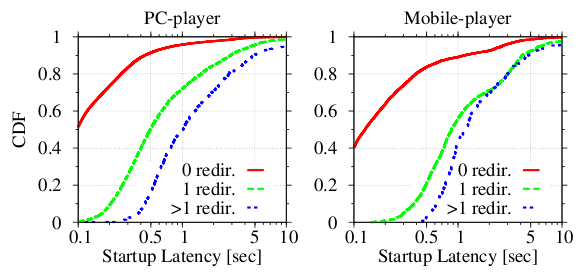 PC-player
Mobile-player
CDF
1
0.8
0.6
0.4
0.2
0
0 redir.
1 redir.
>1 redir.
0.1
0.5
1
5
10
Startup Latency [sec]
1
0.8
0.6
0.4
0.2
0
0 redir.
1 redir.
>1 redir.
0.1
0.5
1
5
10
Startup Latency [sec]